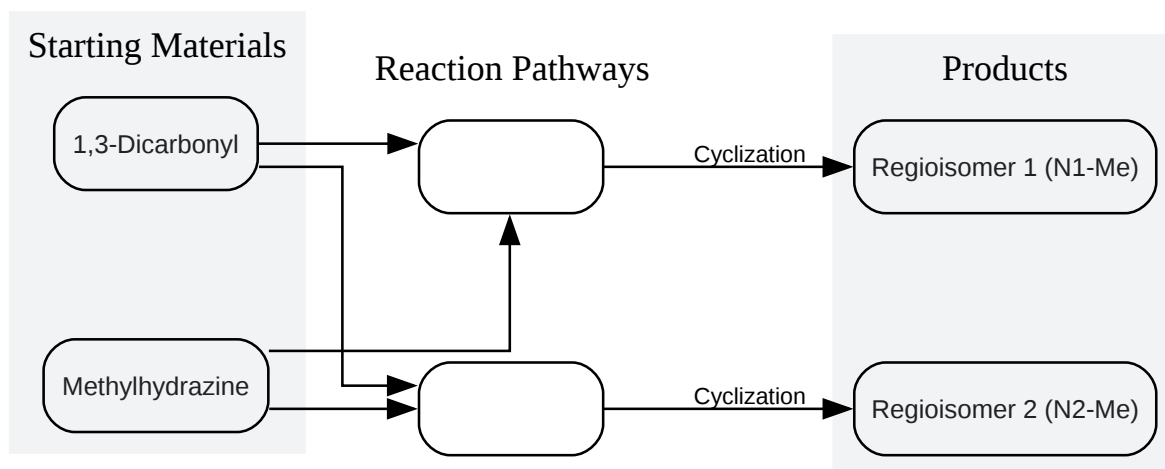 Starting Materials
Reaction Pathways
Products
1,3-Dicarbonyl
Cyclization
Regioisomer 1 (N1-Me)
Methylhydrazine
Cyclization
Regioisomer 2 (N2-Me)